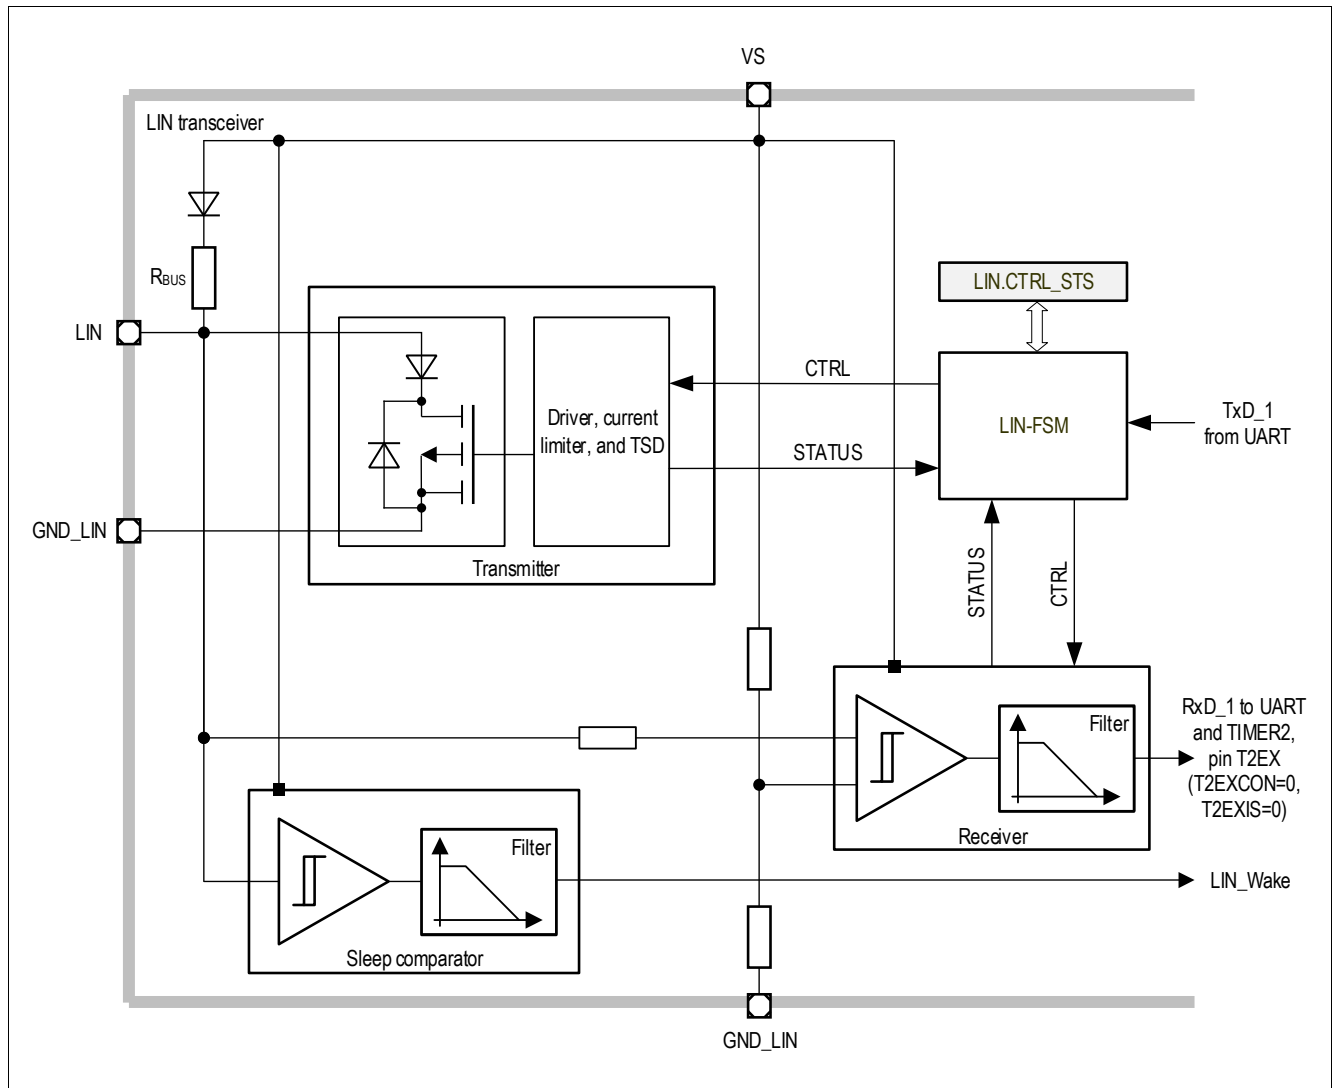 VS
LIN transceiver
RBUS
LIN.CTRL_STS
LIN
CTRL
TxD_1
from UART
Driver, current
limiter, and TSD
LIN-FSM
STATUS
GND_LIN
Transmitter
STATUS
CTRL
RxD_1 to UART
and TIMER2,
pin T2EX
(T2EXCON=0,
T2EXIS=0)
Filter
Receiver
Filter
LIN_Wake
Sleep comparator
GND_LIN